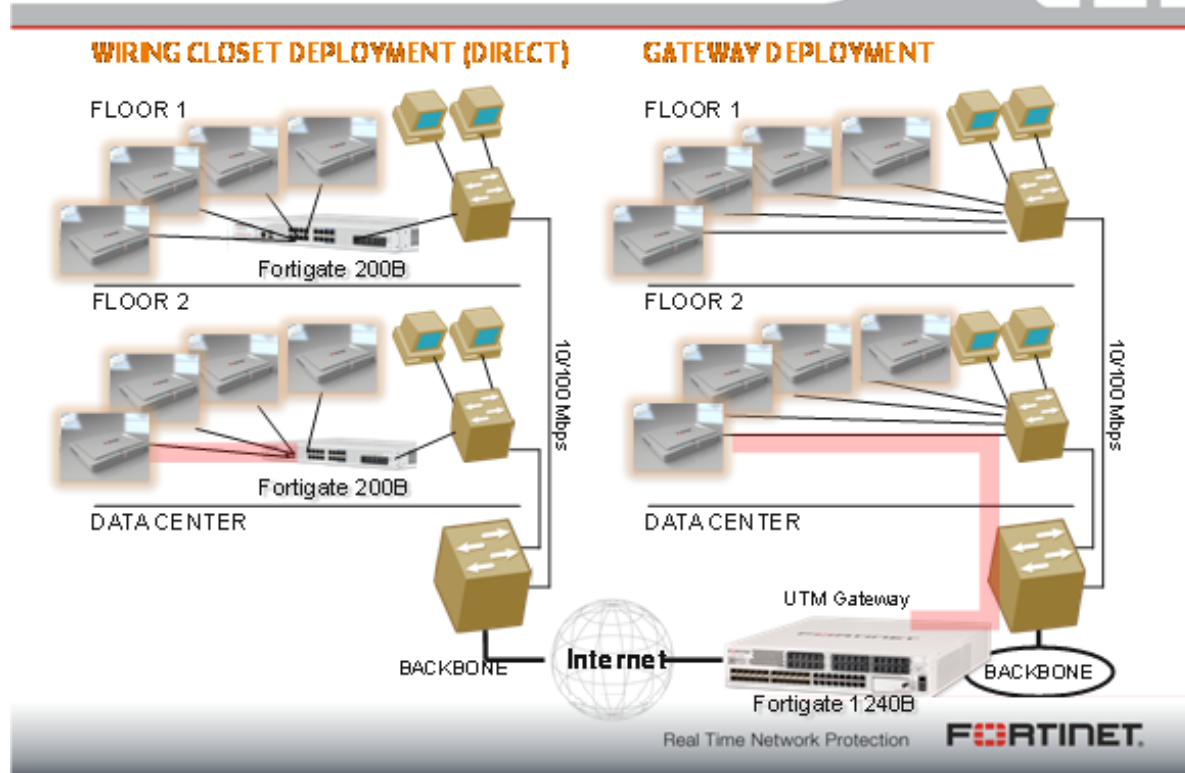 WIRING CLOSET DEPLOYMENT (DIRECT)
FLOOR 1
Fortigate 200B
FLOOR 2
Fortigate 200B
10/100 Mbps
DATA CENTER
BACKBONE
Internet
GATEWAY DEPLOYMENT
FLOOR 1
FLOOR 2
10/100 Mbps
DATA CENTER
UTM Gateway
FORTINET
Fortigate 1240B
BACKBONE
Real Time Network Protection
FORTINET.